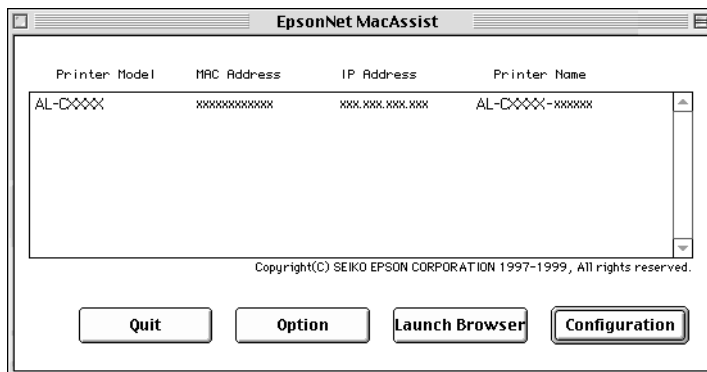 EpsonNet MacAssist
Printer Model MAC Address IP Address Printer Name
AL-CXXXX xxxxxxxxxxxx xxx.xxx.xxx.xxx AL-CXXXX-xxxxxx
Copyright(C) SEIKO EPSON CORPORATION 1997-1999, All rights reserved.
Quit Option Launch Browser Configuration